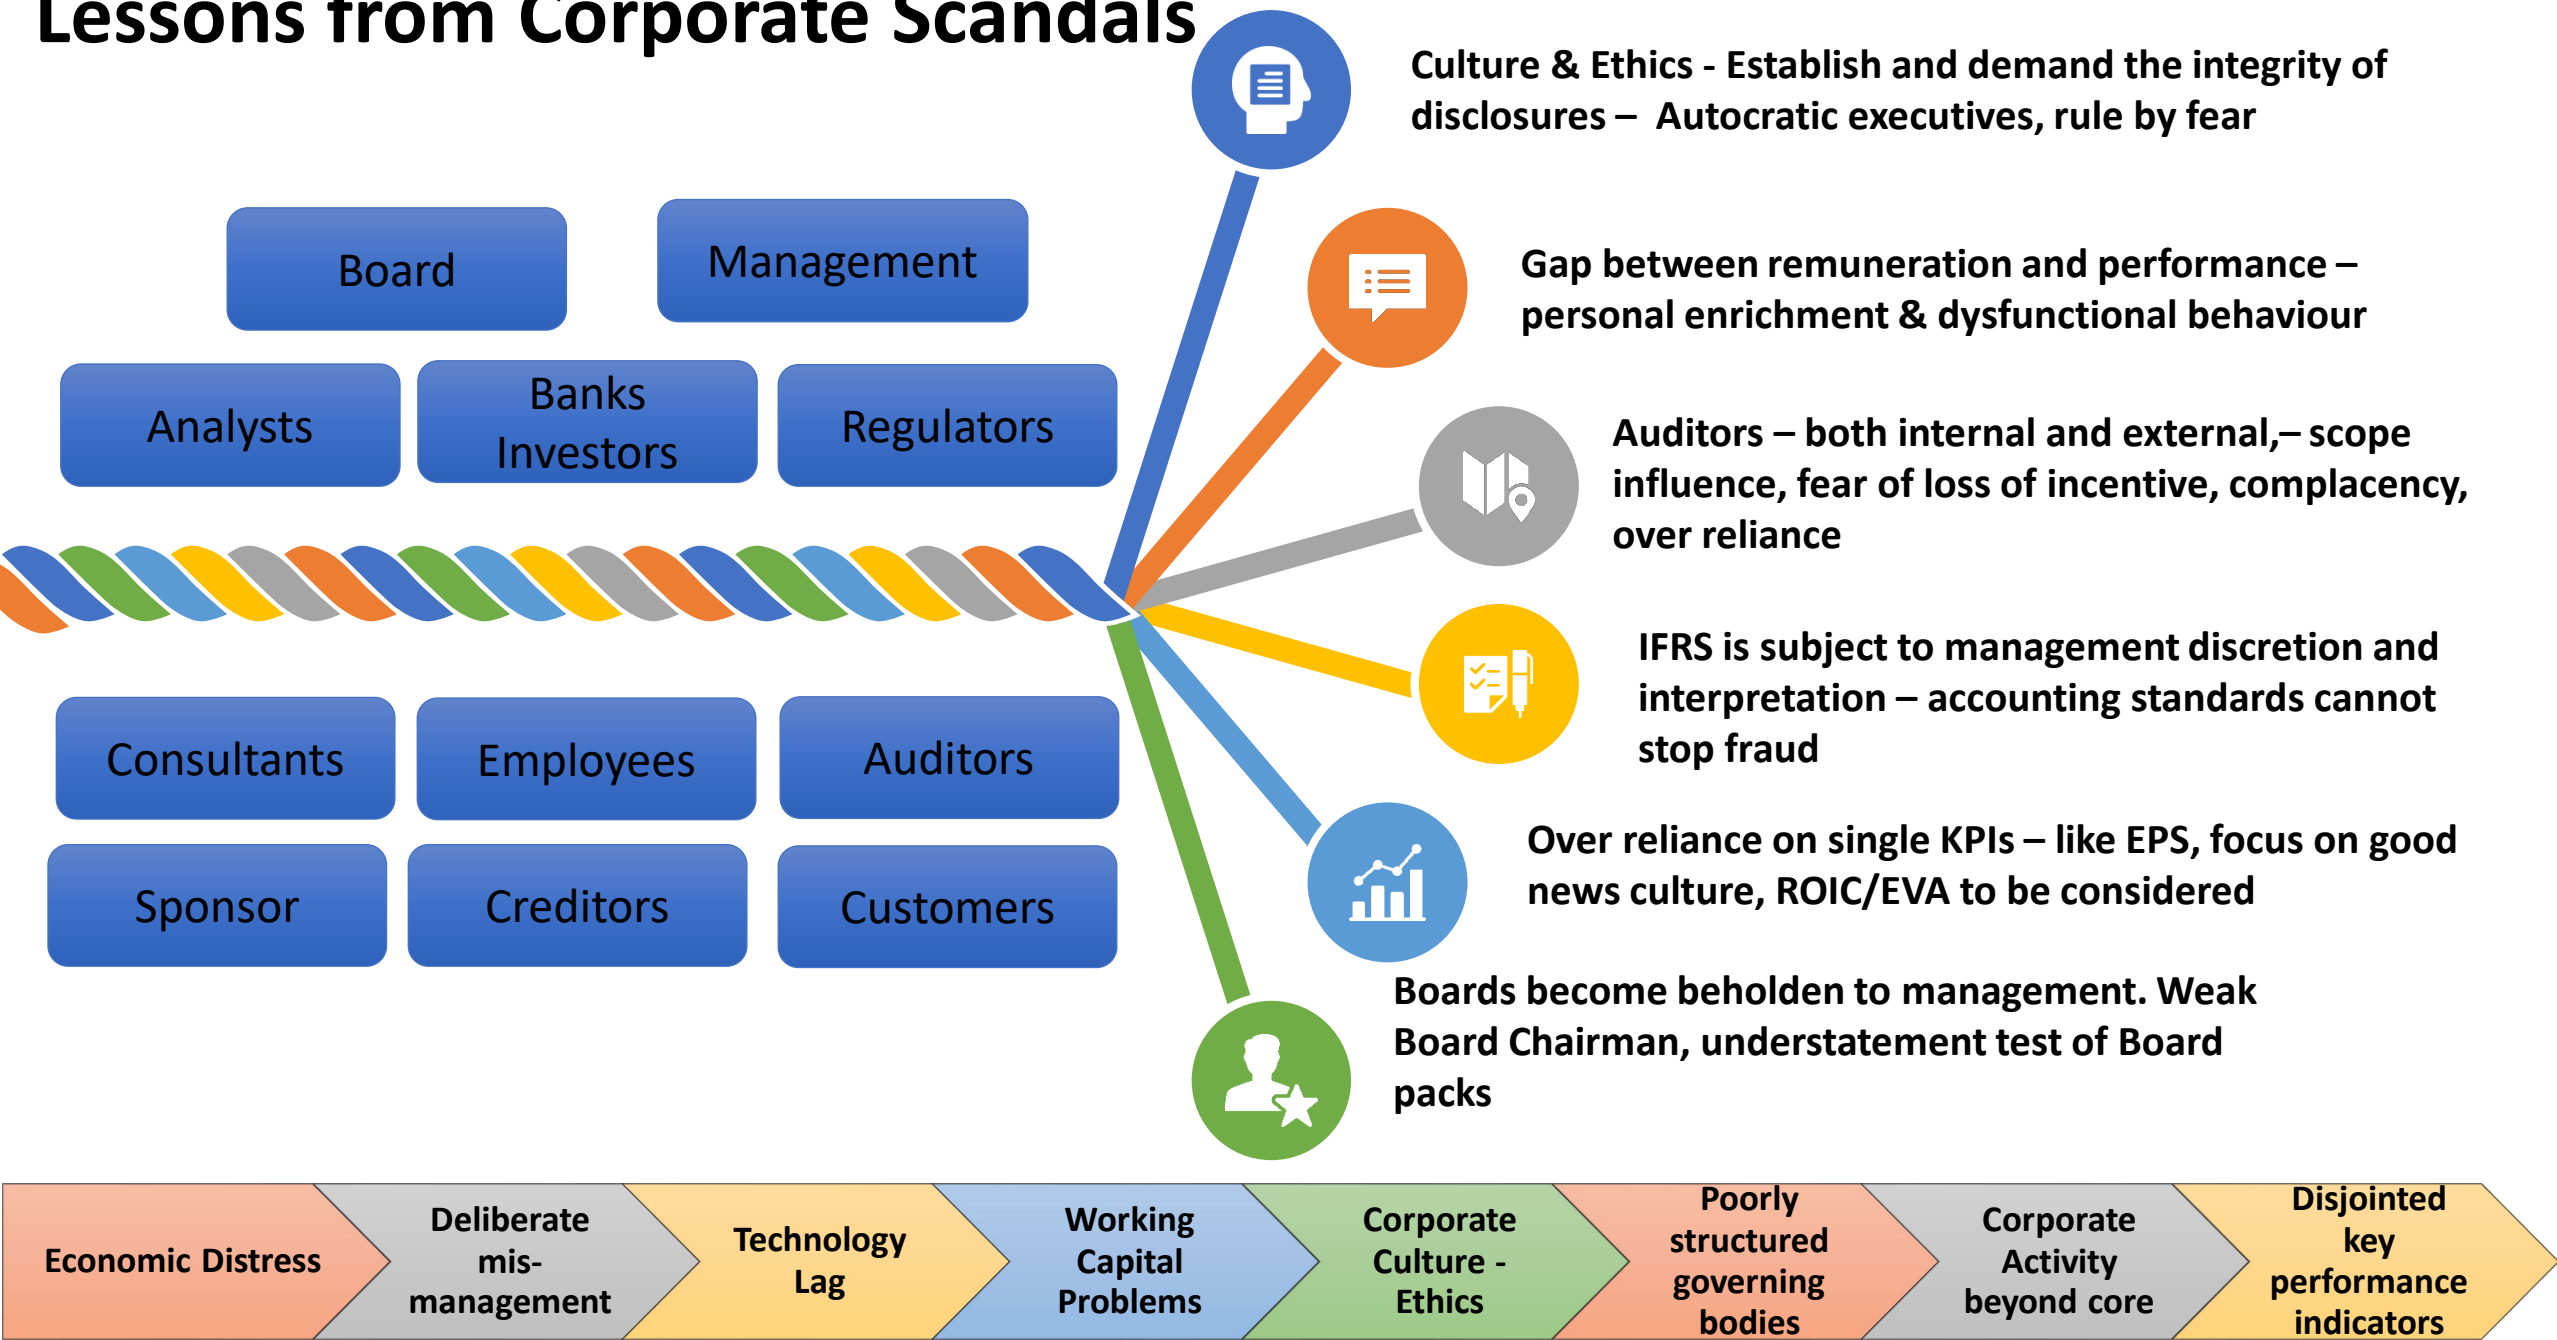 Lessons from Corporate Scandals
Culture & Ethics - Establish and demand the integrity of
disclosures –  Autocratic executives, rule by fear
Board
Management
Gap between remuneration and performance –
personal enrichment & dysfunctional behaviour
Analysts
Banks
Investors
Regulators
Auditors – both internal and external,– scope
influence, fear of loss of incentive, complacency,
over reliance
IFRS is subject to management discretion and
interpretation – accounting standards cannot
stop fraud
Consultants
Employees
Auditors
Sponsor
Creditors
Customers
Over reliance on single KPIs – like EPS, focus on good
news culture, ROIC/EVA to be considered
Boards become beholden to management. Weak
Board Chairman, understatement test of Board
packs
Economic Distress
Deliberate
mis-
management
Technology
Lag
Working
Capital
Problems
Corporate
Culture -
Ethics
Poorly
structured
governing
bodies
Corporate
Activity
beyond core
Disjointed
key
performance
indicators